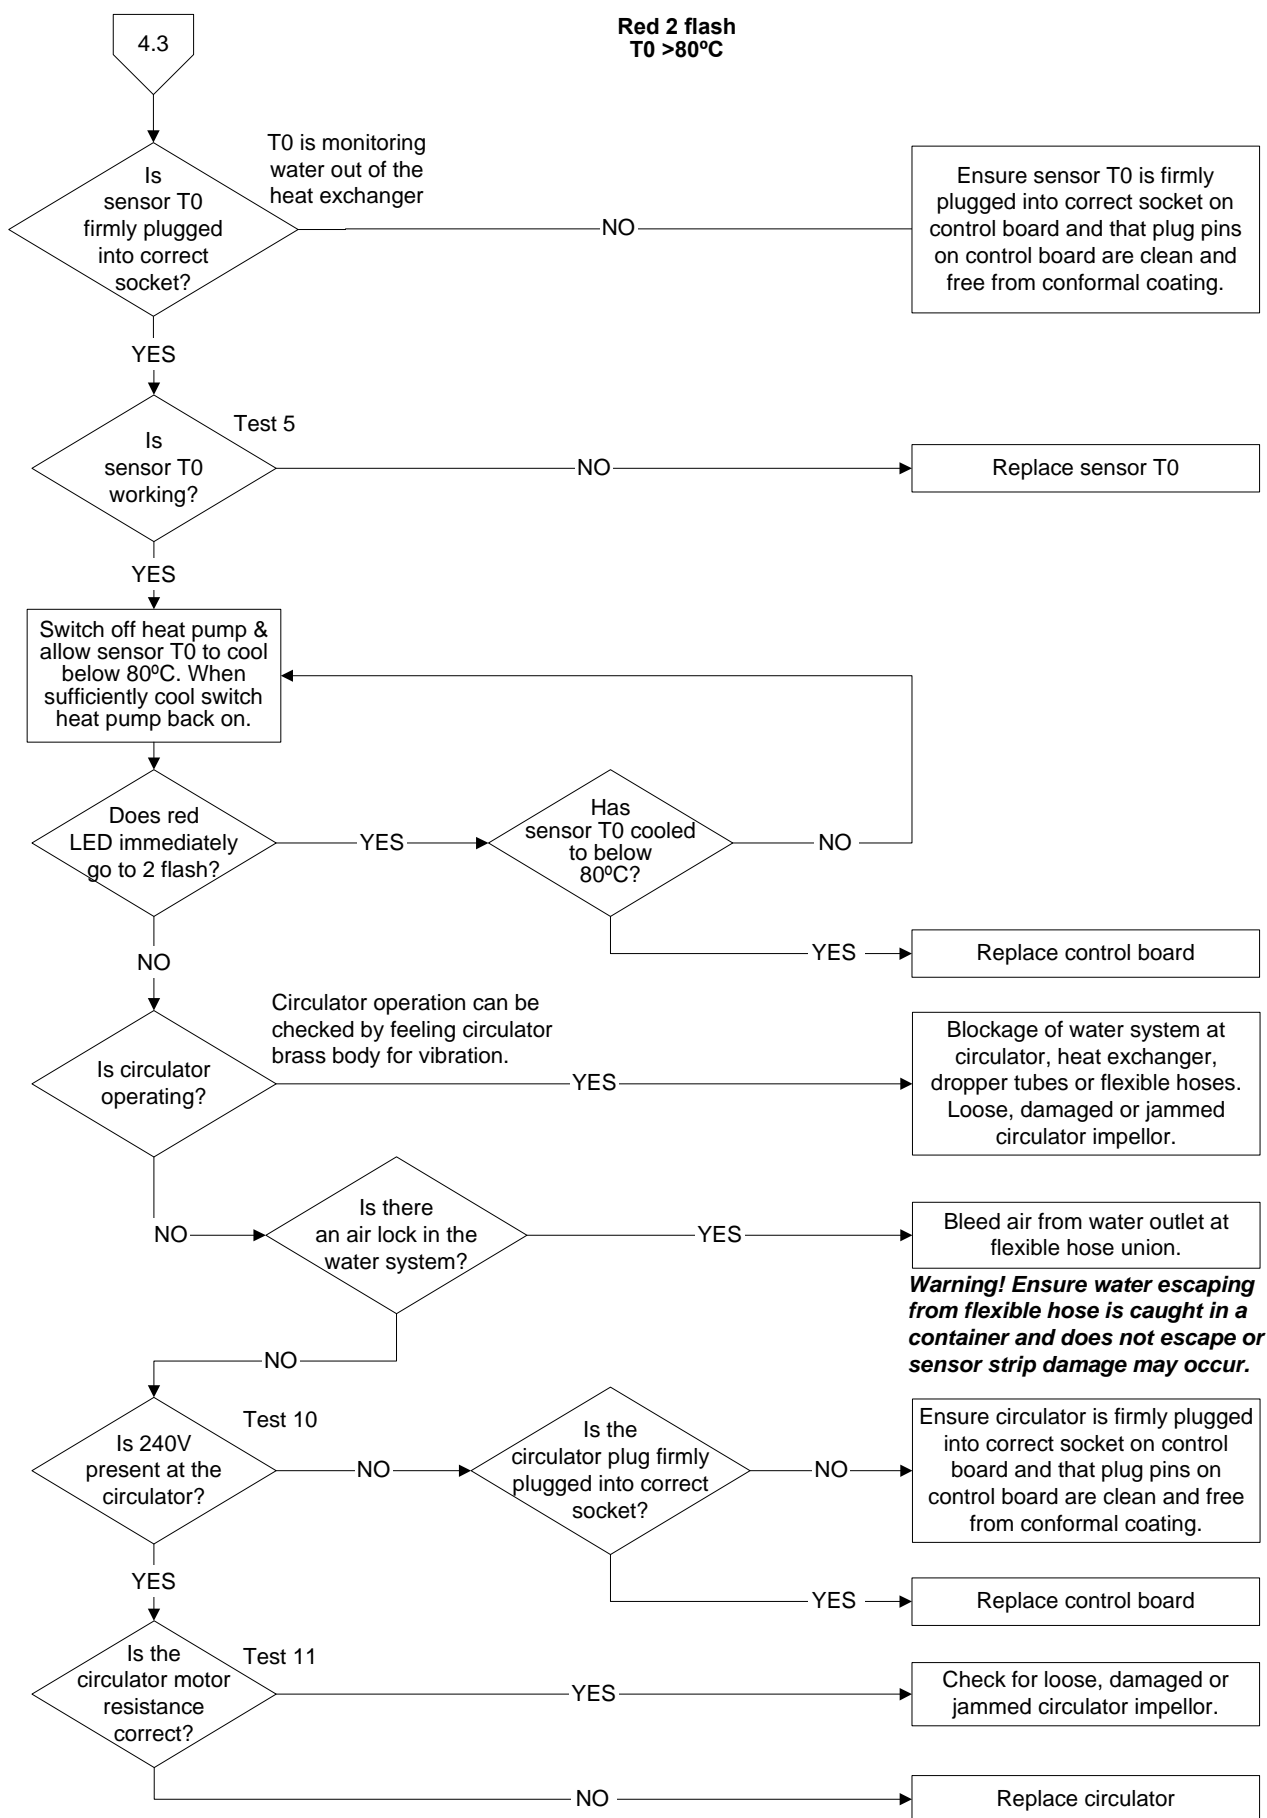 4.3
Red 2 flash
T0 >80ºC
T0 is monitoring
water out of the
heat exchanger
Is
sensor T0
firmly plugged
into correct
socket?
NO
Ensure sensor T0 is firmly
plugged into correct socket on
control board and that plug pins
on control board are clean and
free from conformal coating.
YES
Test 5
Is
sensor T0
working?
NO
Replace sensor T0
YES
Switch off heat pump &
allow sensor T0 to cool
below 80ºC. When
sufficiently cool switch
heat pump back on.
Does red
LED immediately
go to 2 flash?
YES
Has
sensor T0 cooled
to below
80ºC?
NO
YES
Replace control board
NO
Circulator operation can be
checked by feeling circulator
brass body for vibration.
Is circulator
operating?
YES
Blockage of water system at
circulator, heat exchanger,
dropper tubes or flexible hoses.
Loose, damaged or jammed
circulator impellor.
NO
Is there
an air lock in the
water system?
YES
Bleed air from water outlet at
flexible hose union.
Warning! Ensure water escaping
from flexible hose is caught in a
container and does not escape or
sensor strip damage may occur.
NO
Test 10
Is 240V
present at the
circulator?
NO
Is the
circulator plug firmly
plugged into correct
socket?
NO
Ensure circulator is firmly plugged
into correct socket on control
board and that plug pins on
control board are clean and free
from conformal coating.
YES
YES
Replace control board
Test 11
Is the
circulator motor
resistance
correct?
YES
Check for loose, damaged or
jammed circulator impellor.
NO
Replace circulator